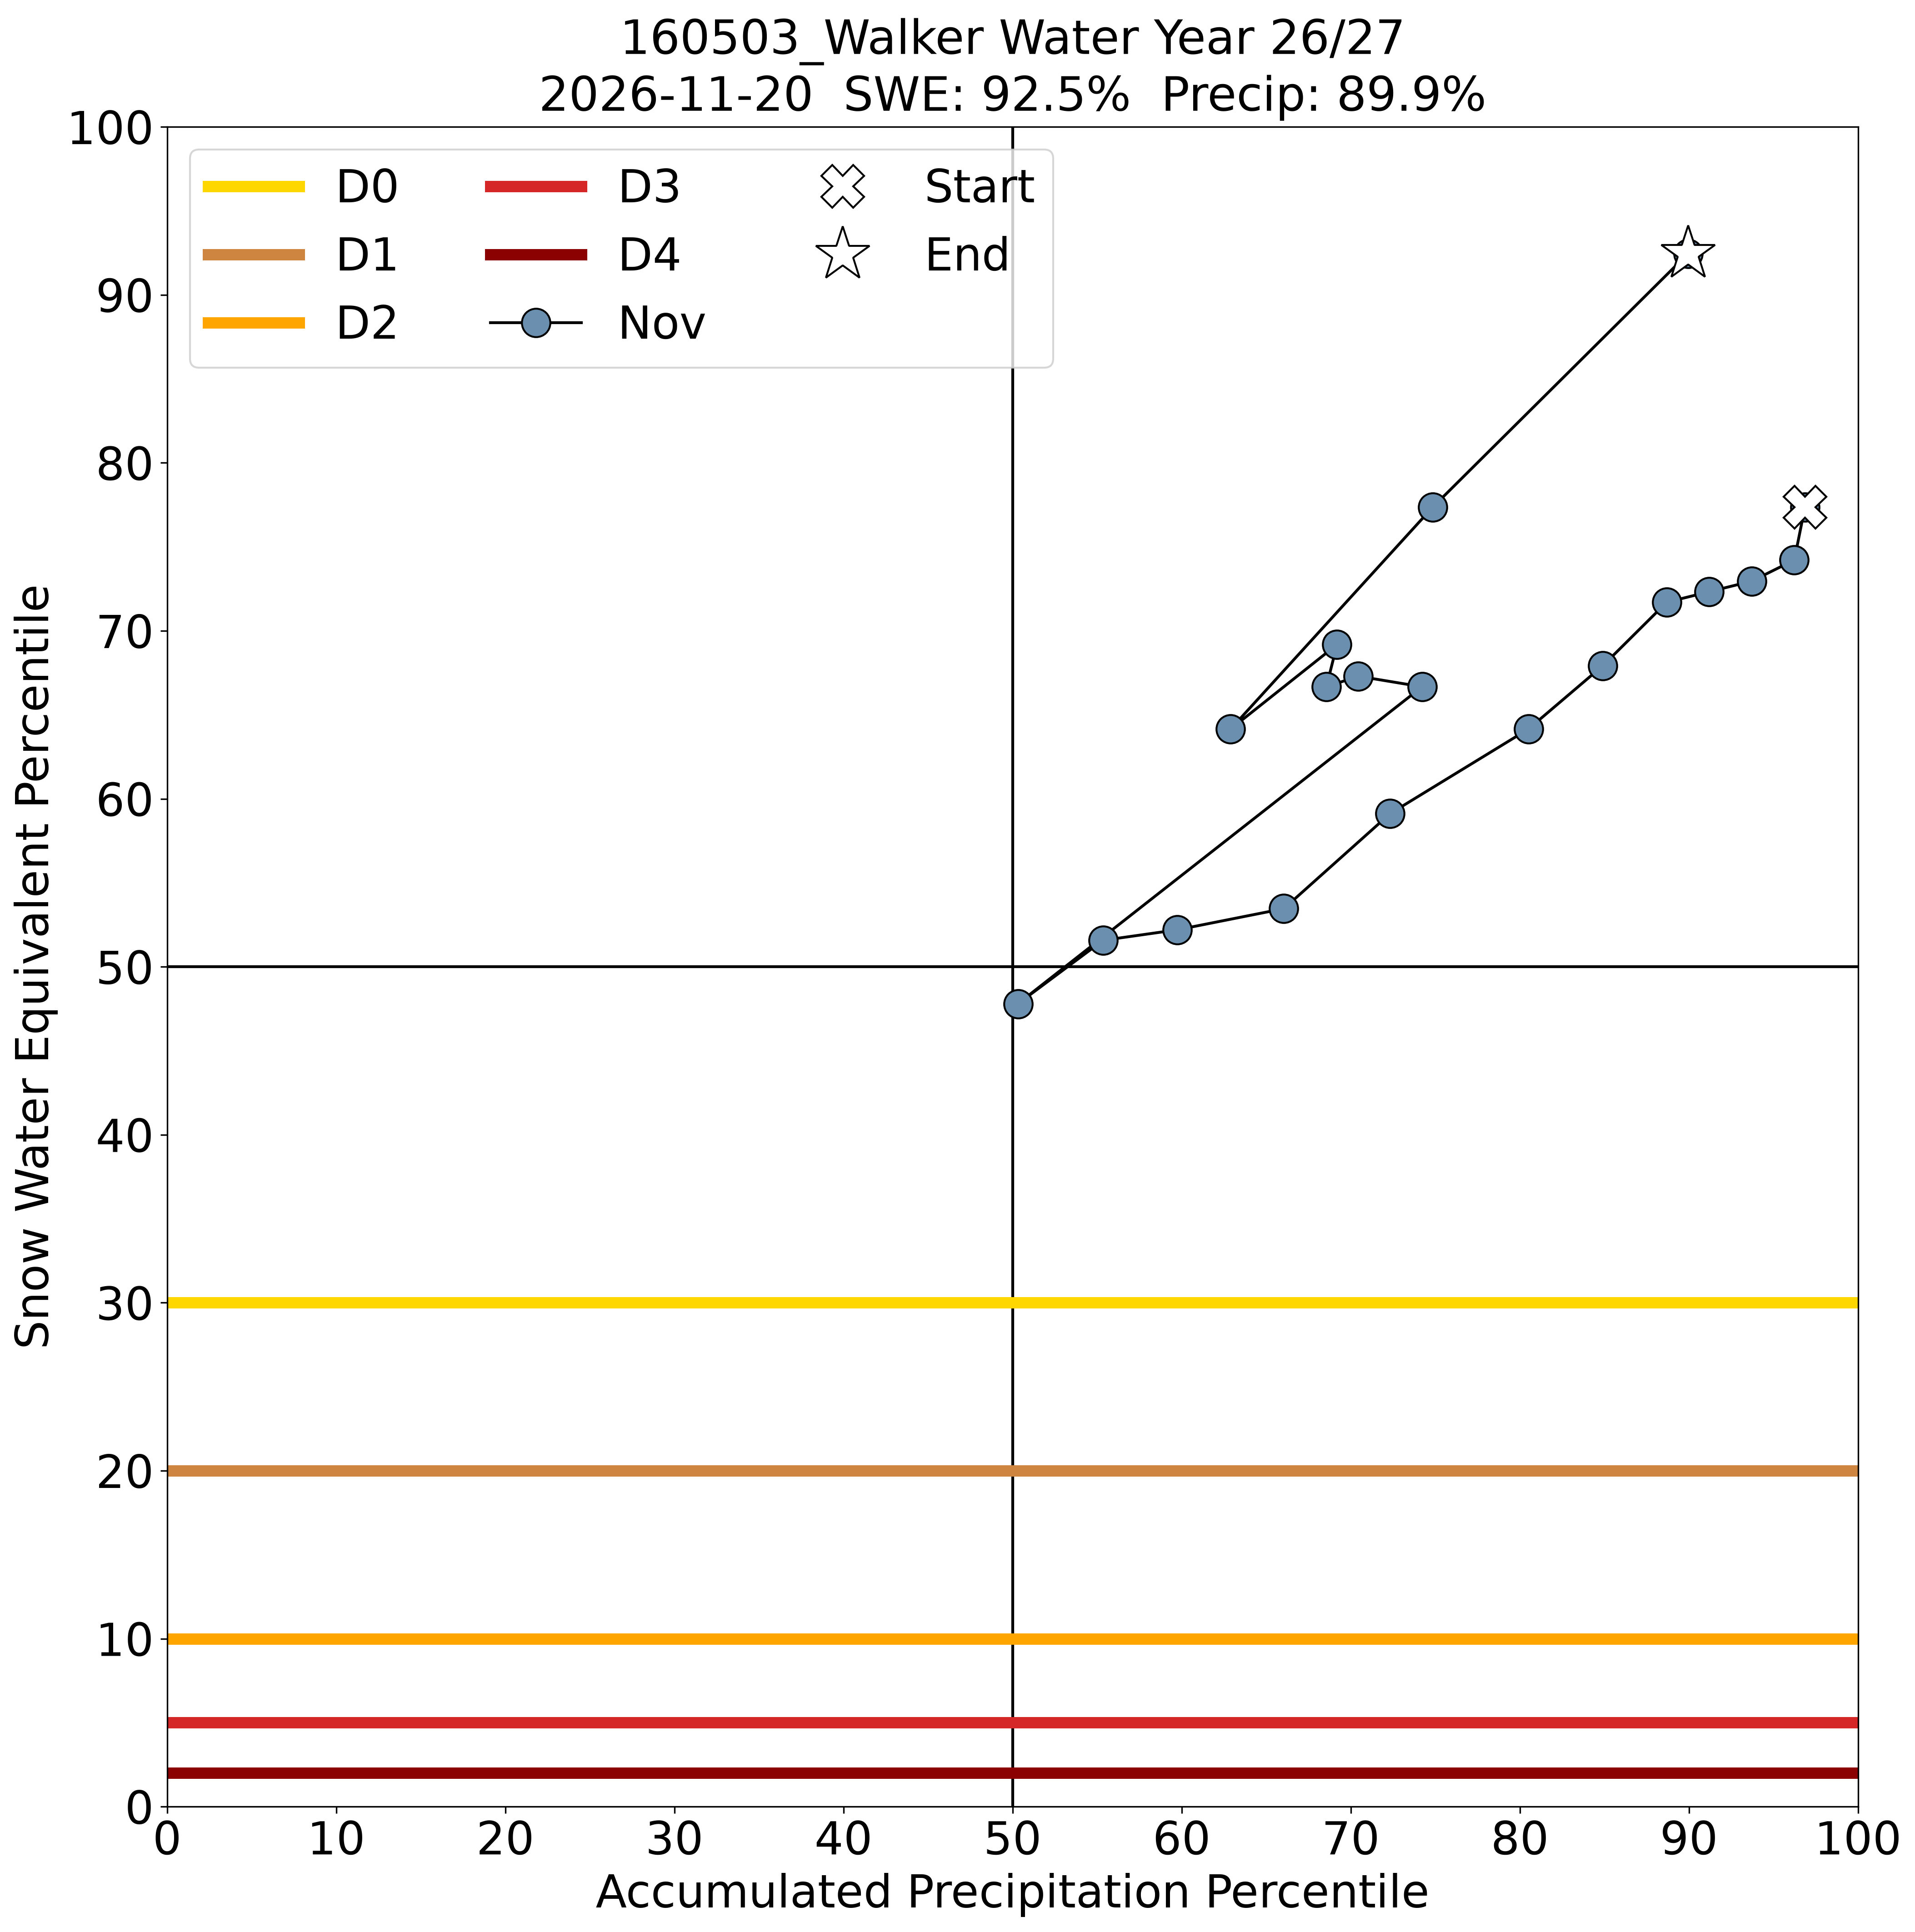 160503_Walker Water Year 26/27
2026-11-20  SWE: 92.5%  Precip: 89.9%
D0
D1
D2
D3
D4
Nov
Start
End
Snow Water Equivalent Percentile
100
90
80
70
60
50
40
30
20
10
0
0 10 20 30 40 50 60 70 80 90 100
Accumulated Precipitation Percentile